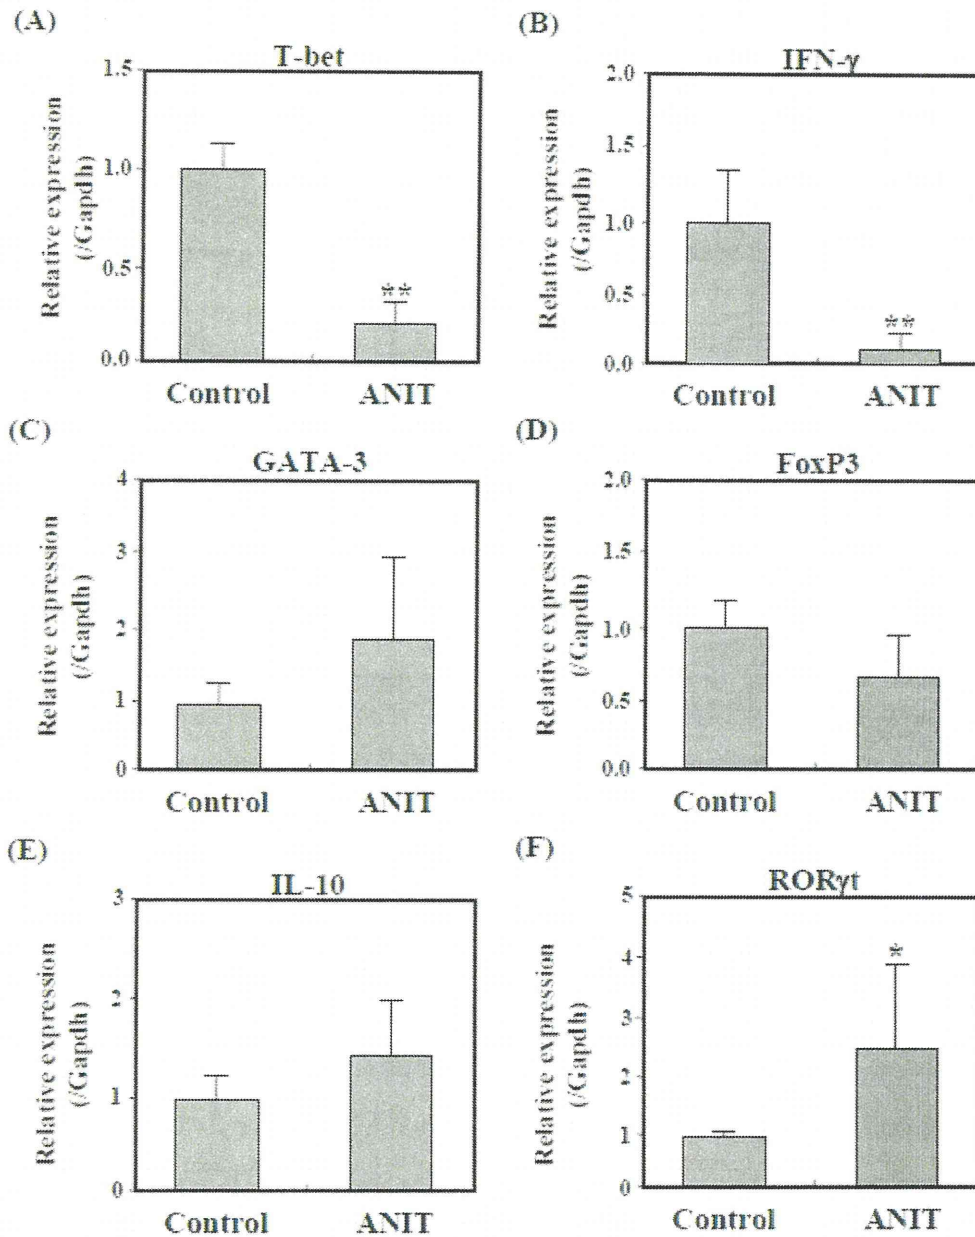 (A)
T-bet
Relative expression
(/Gapdh)
1.5
1.0
0.5
0.0
**
Control ANIT
(B)
IFN-γ
Relative expression
(/Gapdh)
2.0
1.5
1.0
0.5
0.0
**
Control ANIT
(C)
GATA-3
Relative expression
(/Gapdh)
4
3
2
1
0
Control ANIT
(D)
FoxP3
Relative expression
(/Gapdh)
2.0
1.5
1.0
0.5
0.0
Control ANIT
(E)
IL-10
Relative expression
(/Gapdh)
3
2
1
0
Control ANIT
(F)
RORγt
Relative expression
(/Gapdh)
5
4
3
2
1
0
*
Control ANIT